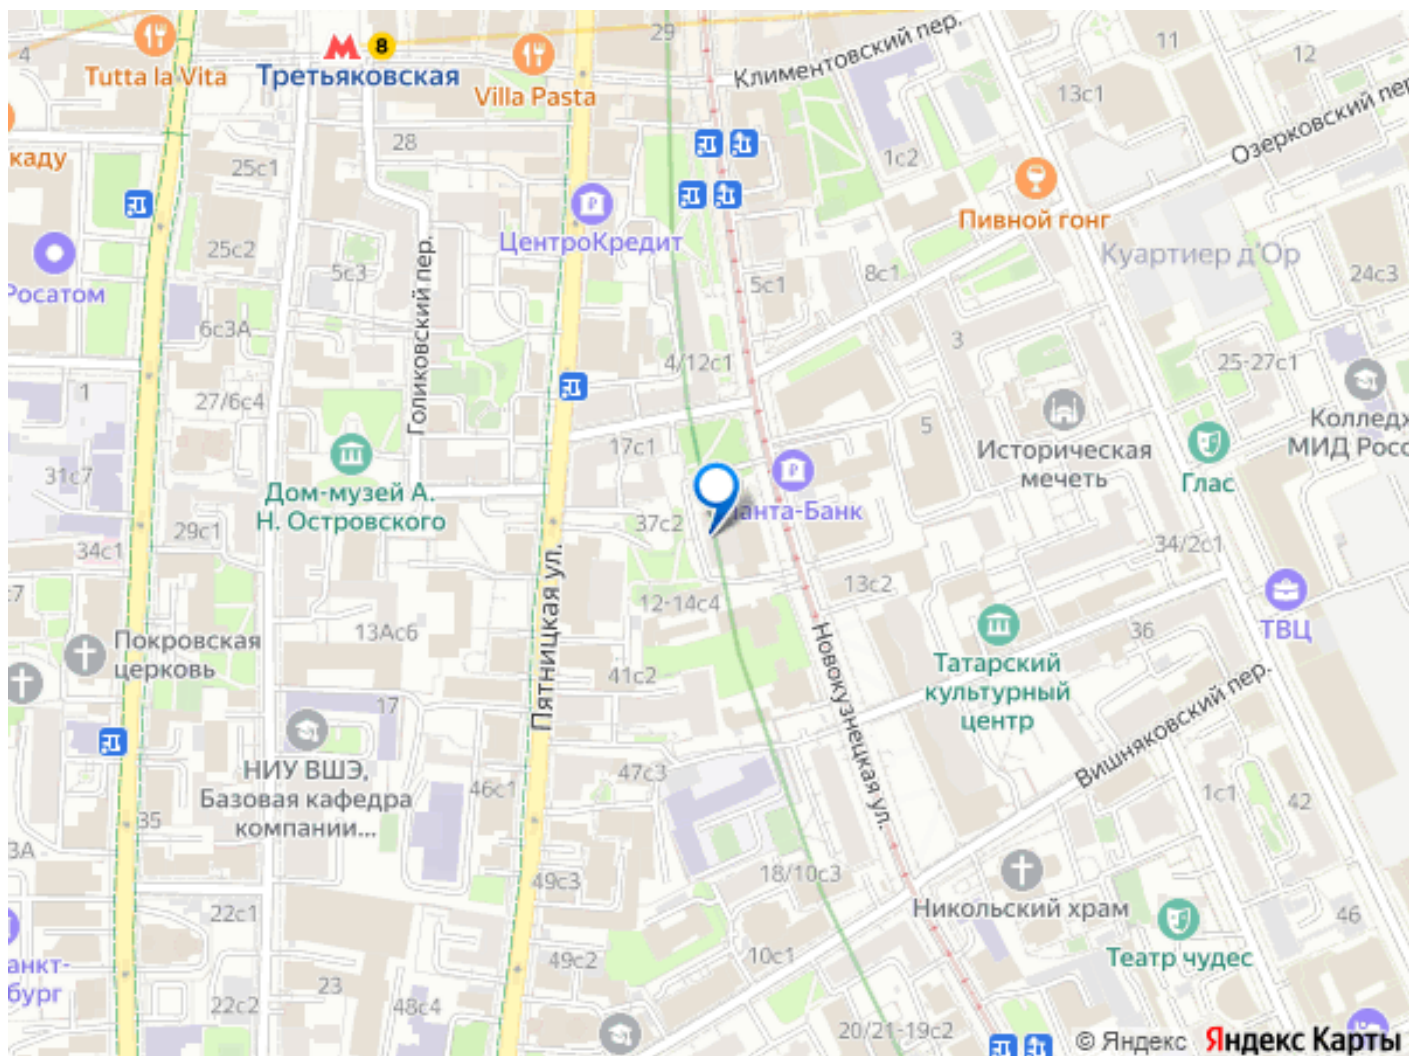 4
Tutta la Vita
8
Третьяковская
Villa Pasta
29
Климентовский пер.
11
12
13с1
Озерковский пер
1с2
каду
28
25с1
Пивной гонг
ЦентроКредит
Куартиер д'Ор
25с2
5с3
Росатом
Голиковский пер.
5с1
8с1
24с3
6с3А
3
4/12с1
25-27с1
1
27/6с4
17с1
5
Историческая
мечеть
Колледж
МИД Росс
31с7
Дом-музей А.
Н. Островского
Глас
37с2
анта-Банк
29с1
34с1
34/2с1
Пятницкая ул.
:7
12-14с4
13с2
ТВЦ
Покровская
церковь
13Ас6
Новокузнецкая ул.
36
Татарский
культурный
центр
41с2
17
Вишняковский пер.
НИУ ВШЭ,
Базовая кафедра
компании...
47с3
46с1
1с1
42
35
3А
49с3
18/10с3
22с1
Никольский храм
46
анкт-
бург
49с2
10с1
Театр чудес
23
22с2
48с4
20/21-19с2
© Яндекс Яндекс Карты